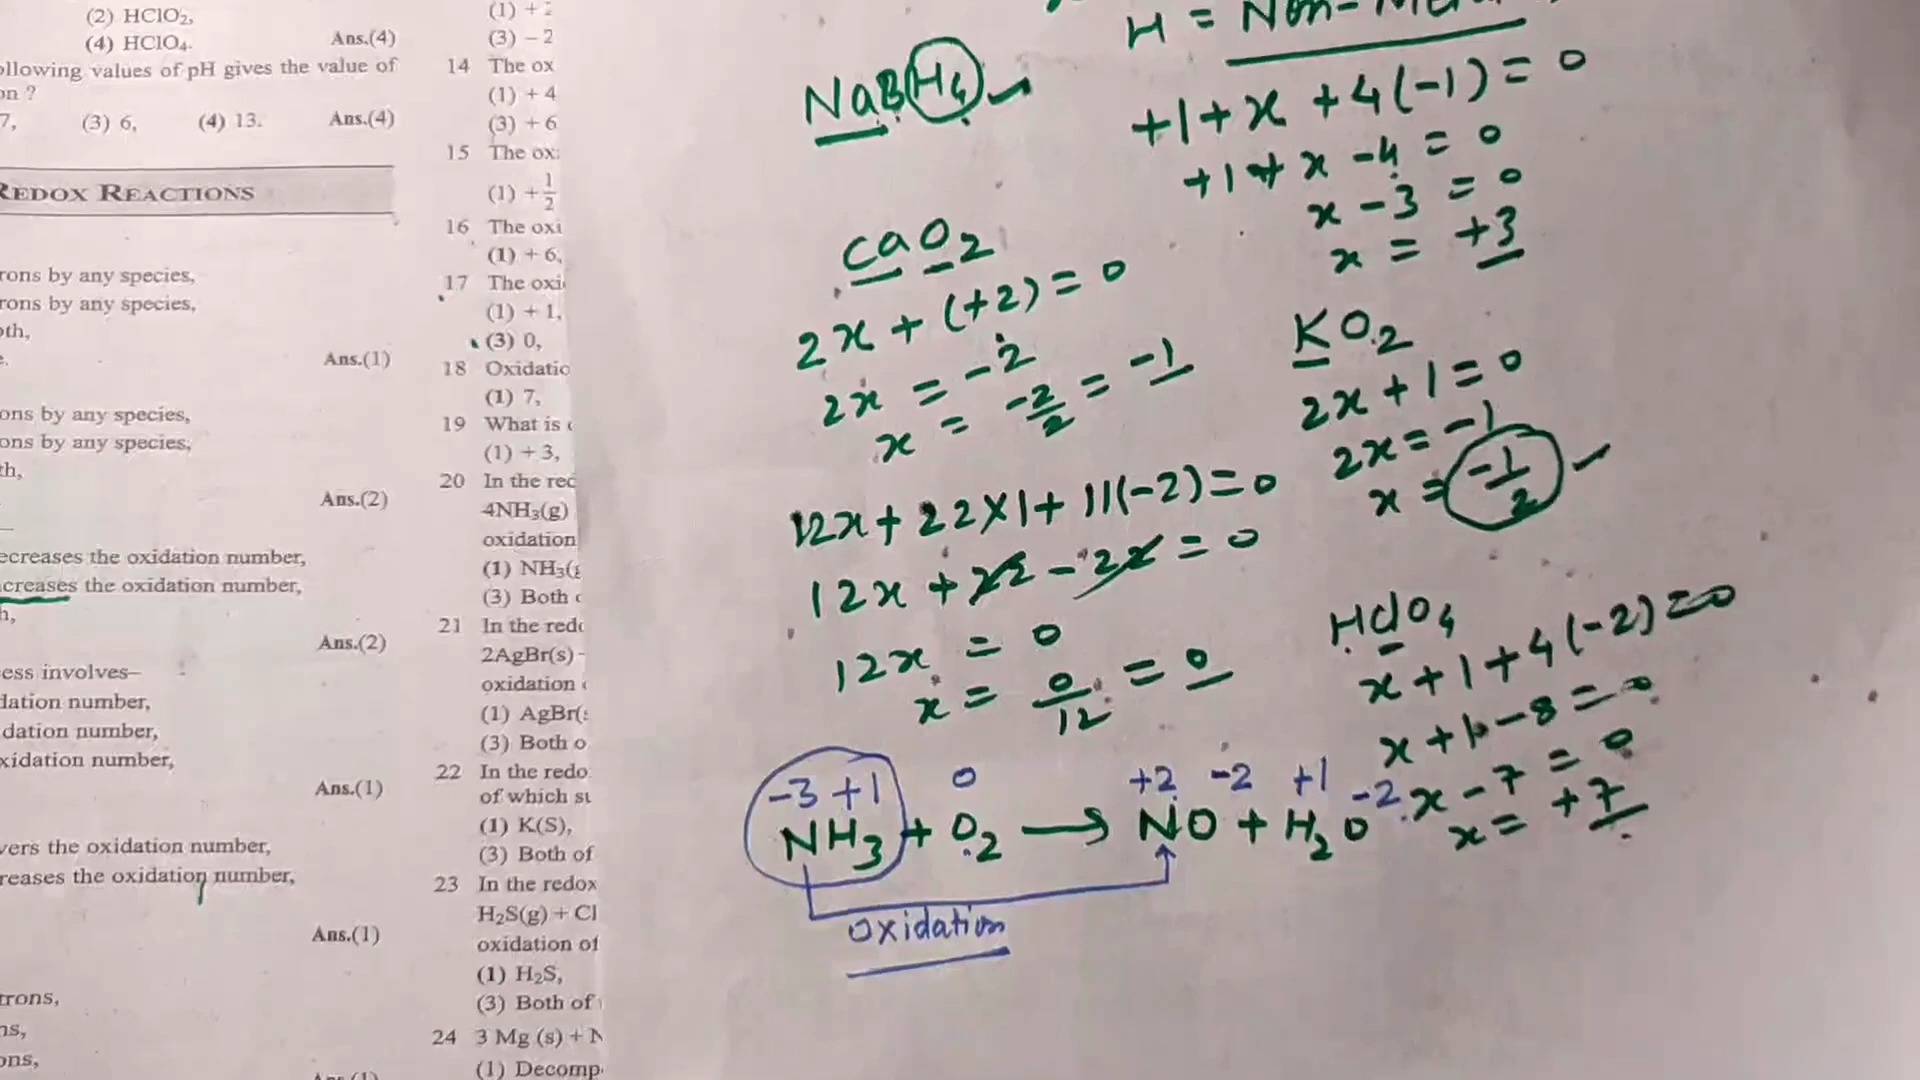 (2) HClO₂,
(4) HClO₄. Ans.(4)
following values of pH gives the value of
on ?
7, (3) 6, (4) 13. Ans.(4)
REDOX REACTIONS
rons by any species,
rons by any species,
oth,
e. Ans.(1)
ons by any species,
ons by any species,
th,
Ans.(2)
ecreases the oxidation number,
creases the oxidation number,
h,
Ans.(2)
ess involves–
dation number,
dation number,
xidation number,
Ans.(1)
vers the oxidation number,
reases the oxidation number,
Ans.(1)
trons,
ns,
ons,
Ans.(1)
(1) + 2
(3) – 2
14 The ox
(1) + 4
(3) + 6
15 The ox
(1) + 1/2
16 The oxi
(1) + 6,
17 The oxi
(1) + 1,
(3) 0,
18 Oxidatio
(1) 7,
19 What is
(1) + 3,
20 In the rec
4NH₃(g)
oxidation
(1) NH₃(g
(3) Both
21 In the redo
2AgBr(s)
oxidation
(1) AgBr(s
(3) Both o
22 In the redo
of which su
(1) K(S),
(3) Both of
23 In the redox
H₂S(g) + Cl
oxidation of
(1) H₂S,
(3) Both of
24 3 Mg (s) + N
(1) Decomp
H = Non-Metal
NaBH₄
+1+x+4(-1)=0
+1+x-4=0
x-3=0
x=+3
CaO₂
2x+(+2)=0
2x=-2
x=-2/2=-1
KO₂
2x+1=0
2x=-1
x=-1/2
12x+22×1+11(-2)=0
12x+22-22=0
12x=0
x=0/12=0
HClO₄
x+1+4(-2)=0
x+1-8=0
x-7=0
x=+7
-3 +1 0 +2 -2 +1 -2
NH₃ + O₂ → NO + H₂O
oxidation